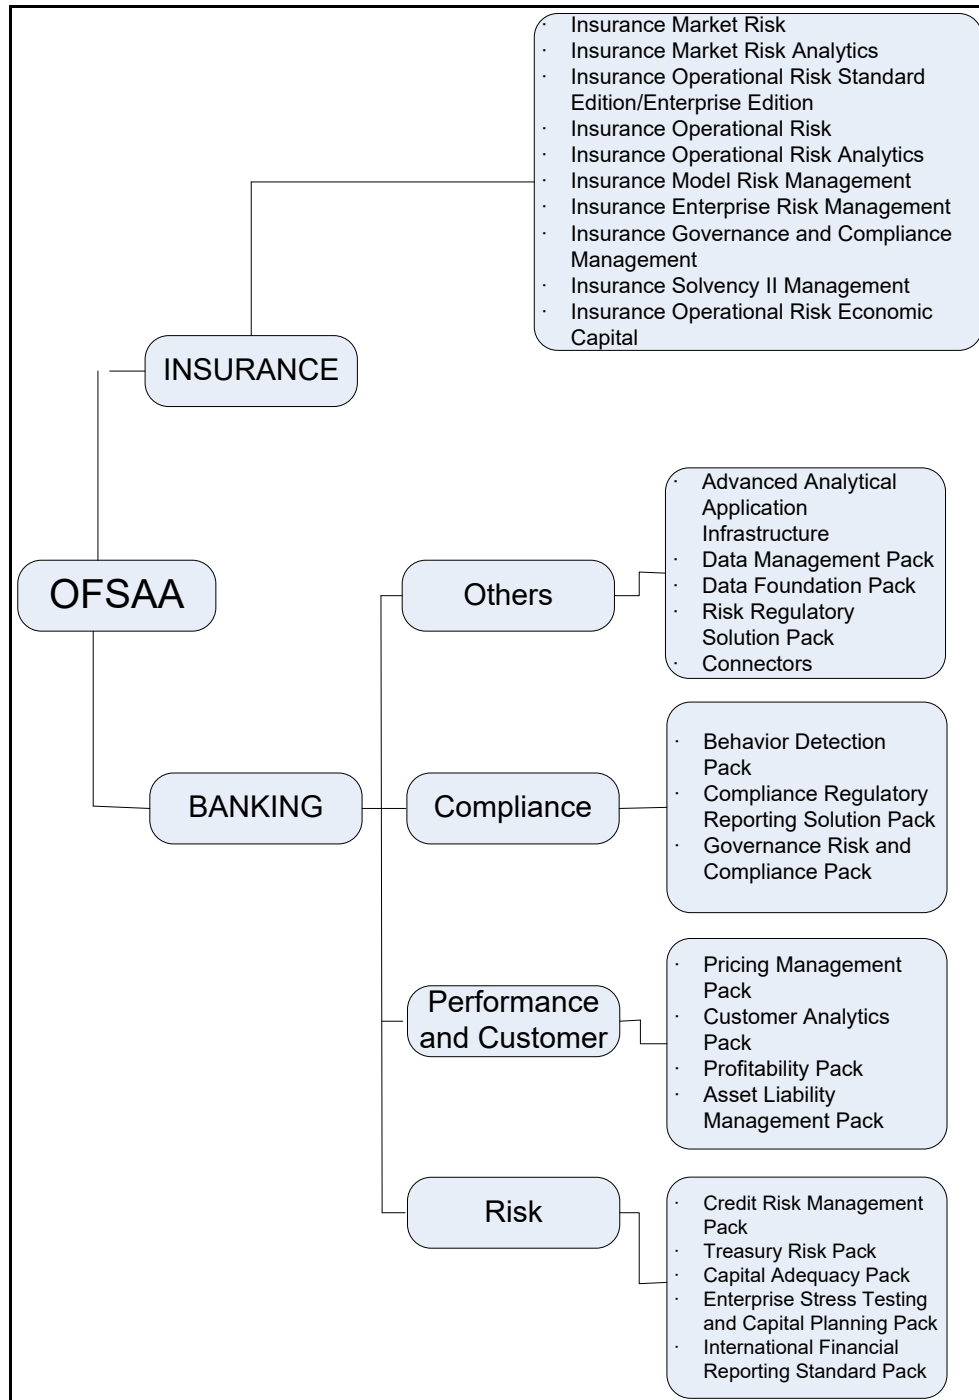 · Insurance Market Risk
· Insurance Market Risk Analytics
· Insurance Operational Risk Standard
Edition/Enterprise Edition
· Insurance Operational Risk
· Insurance Operational Risk Analytics
· Insurance Model Risk Management
· Insurance Enterprise Risk Management
· Insurance Governance and Compliance
Management
· Insurance Solvency II Management
· Insurance Operational Risk Economic
Capital
INSURANCE
OFSAA
BANKING
Others
· Advanced Analytical
Application
Infrastructure
· Data Management Pack
· Data Foundation Pack
· Risk Regulatory
Solution Pack
· Connectors
Compliance
· Behavior Detection
Pack
· Compliance Regulatory
Reporting Solution Pack
· Governance Risk and
Compliance Pack
Performance
and Customer
· Pricing Management
Pack
· Customer Analytics
Pack
· Profitability Pack
· Asset Liability
Management Pack
Risk
· Credit Risk Management
Pack
· Treasury Risk Pack
· Capital Adequacy Pack
· Enterprise Stress Testing
and Capital Planning Pack
· International Financial
Reporting Standard Pack